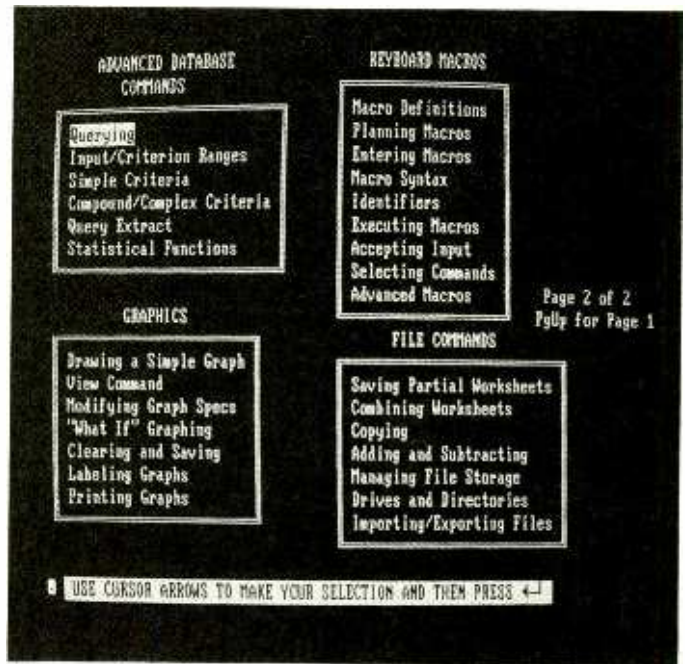 ADVANCED DATABASE
COMMANDS
Querying
Input/Criterion Ranges
Simple Criteria
Compound/Complex Criteria
Query Extract
Statistical Functions
KEYBOARD MACROS
Macro Definitions
Planning Macros
Entering Macros
Macro Syntax
Identifiers
Executing Macros
Accepting Input
Selecting Commands
Advanced Macros
Page 2 of 2
PgUp for Page 1
GRAPHICS
Drawing a Simple Graph
View Command
Modifying Graph Specs
"What If" Graphing
Clearing and Saving
Labeling Graphs
Printing Graphs
FILE COMMANDS
Saving Partial Worksheets
Combining Worksheets
Copying
Adding and Subtracting
Managing File Storage
Drives and Directories
Importing/Exporting Files
USE CURSOR ARROWS TO MAKE YOUR SELECTION AND THEN PRESS ←┘